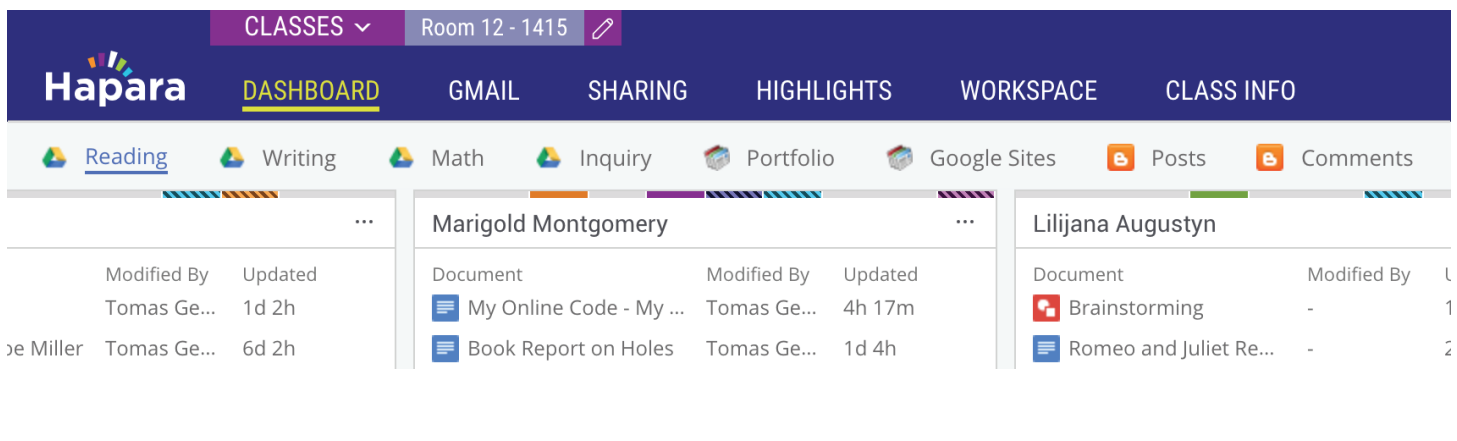 CLASSES Room 12 - 1415
Hapara DASHBOARD GMAIL SHARING HIGHLIGHTS WORKSPACE CLASS INFO
Reading Writing Math Inquiry Portfolio Google Sites Posts Comments
... Marigold Montgomery ... Lilijana Augustyn
Modified By Updated Document Modified By Updated Document Modified By
Tomas Ge... 1d 2h My Online Code - My ... Tomas Ge... 4h 17m Brainstorming -
Miller Tomas Ge... 6d 2h Book Report on Holes Tomas Ge... 1d 4h Romeo and Juliet Re... -